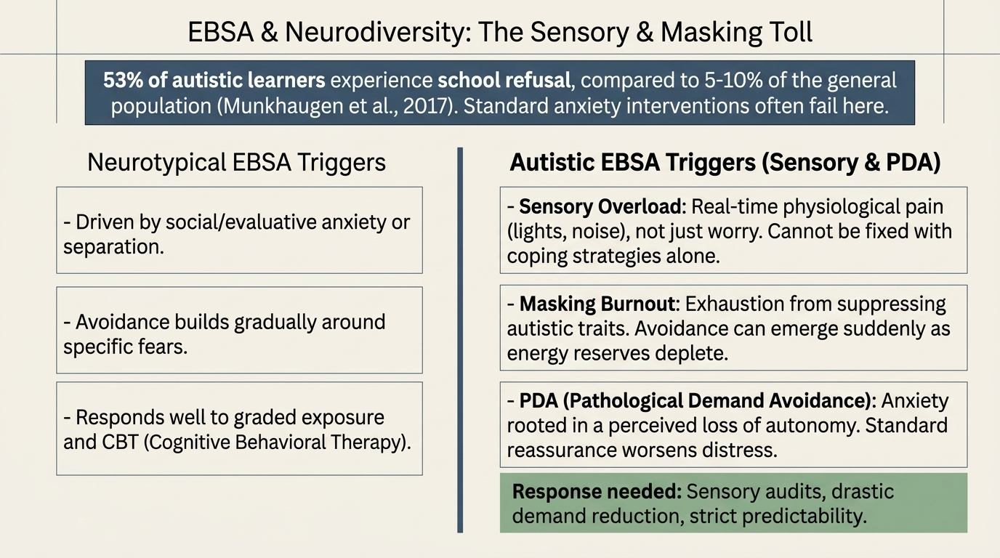 EBSA & Neurodiversity: The Sensory & Masking Toll
53% of autistic learners experience school refusal, compared to 5-10% of the general
population (Munkhaugen et al., 2017). Standard anxiety interventions often fail here.
Neurotypical EBSA Triggers
- Driven by social/evaluative anxiety or
separation.
- Avoidance builds gradually around
specific fears.
- Responds well to graded exposure
and CBT (Cognitive Behavioral Therapy).
Autistic EBSA Triggers (Sensory & PDA)
- Sensory Overload: Real-time physiological pain
(lights, noise), not just worry. Cannot be fixed with
coping strategies alone.
- Masking Burnout: Exhaustion from suppressing
autistic traits. Avoidance can emerge suddenly as
energy reserves deplete.
- PDA (Pathological Demand Avoidance): Anxiety
rooted in a perceived loss of autonomy. Standard
reassurance worsens distress.
Response needed: Sensory audits, drastic
demand reduction, strict predictability.